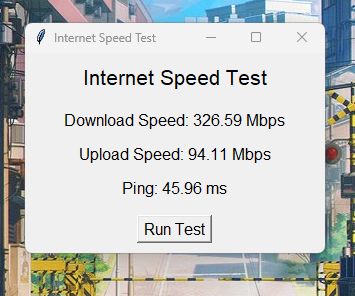 Internet Speed Test
Internet Speed Test
Download Speed: 326.59 Mbps
Upload Speed: 94.11 Mbps
Ping: 45.96 ms
Run Test